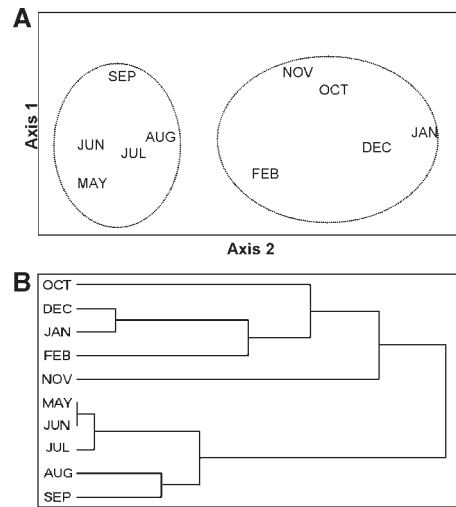 A
SEP
NOV
OCT
Axis 1
JUN
JUL
AUG
JAN
DEC
MAY
FEB
Axis 2
B
OCT
DEC
JAN
FEB
NOV
MAY
JUN
JUL
AUG
SEP